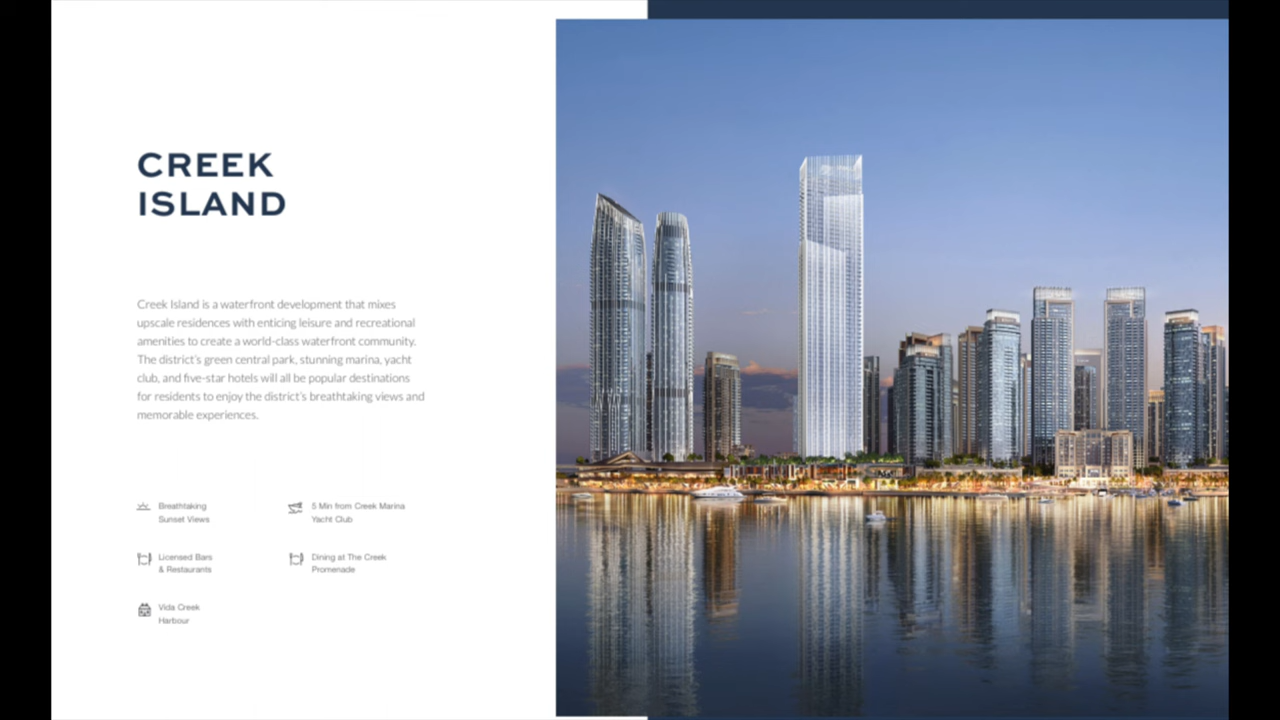 CREEK
ISLAND
Creek Island is a waterfront development that mixes
upscale residences with enticing leisure and recreational
amenities to create a world-class waterfront community.
The district's green central park, stunning marina, yacht
club, and five-star hotels will all be popular destinations
for residents to enjoy the district's breathtaking views and
memorable experiences.
Breathtaking
Sunset Views
5 Min from Creek Marina
Yacht Club
Licensed Bars
& Restaurants
Dining at The Creek
Promenade
Vida Creek
Harbour